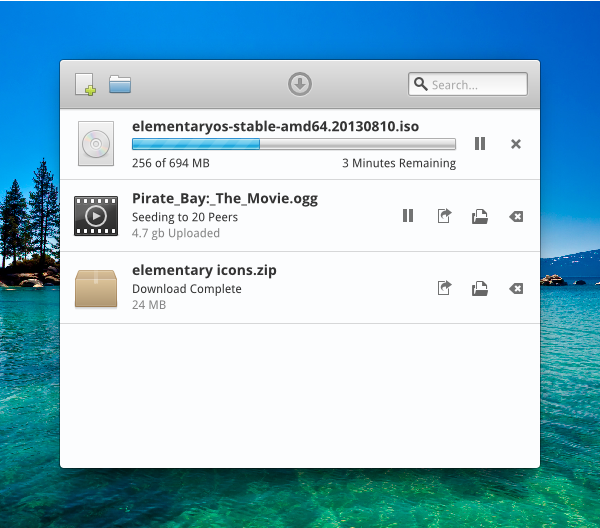 Search...
elementaryos-stable-amd64.20130810.iso
256 of 694 MB 3 Minutes Remaining
Pirate_Bay:_The_Movie.ogg
Seeding to 20 Peers
4.7 gb Uploaded
elementary icons.zip
Download Complete
24 MB